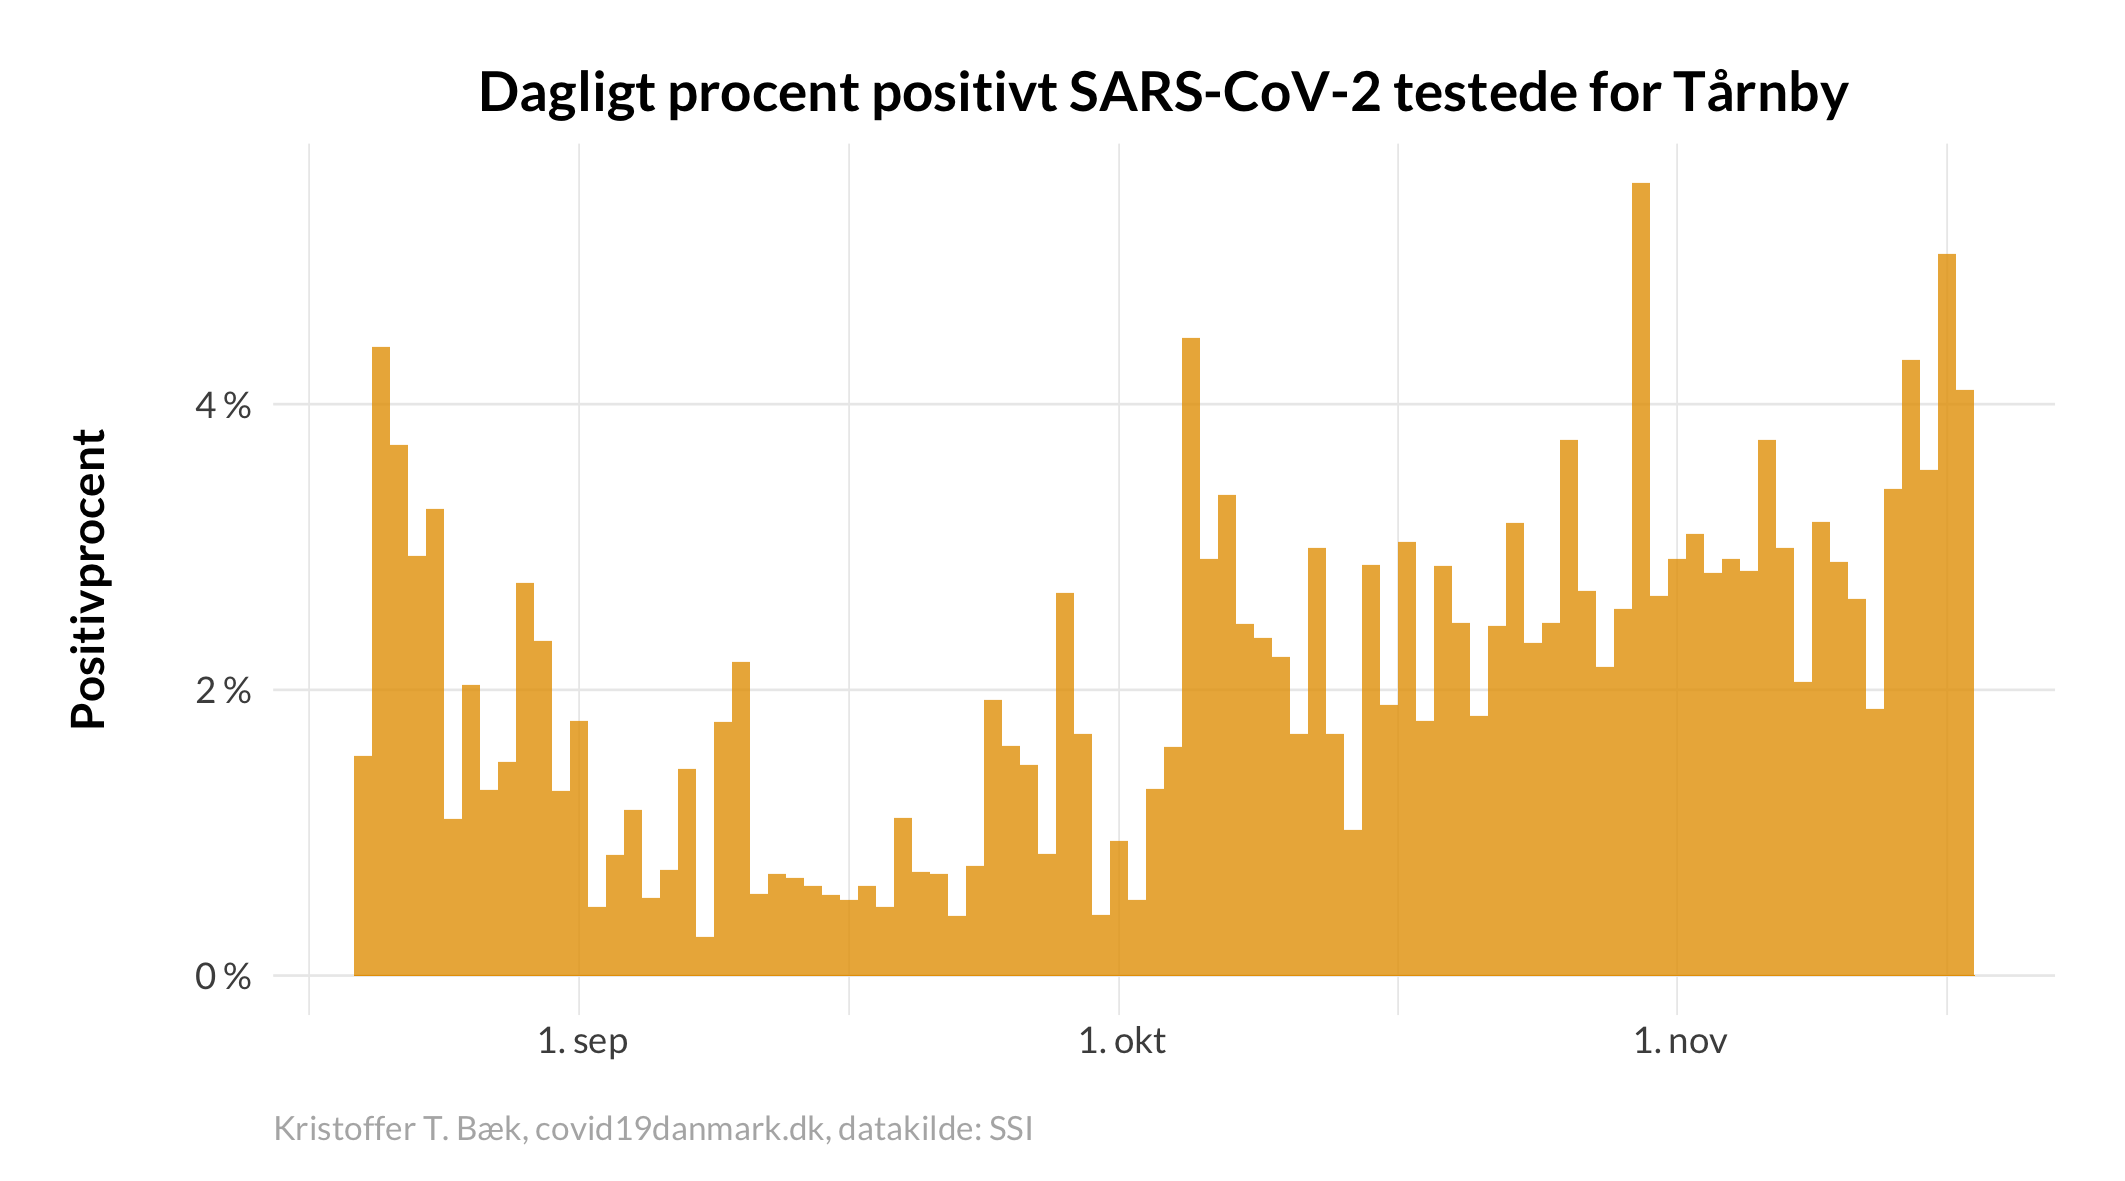 Dagligt procent positivt SARS-CoV-2 testede for Tårnby
Positivprocent
4 %
2 %
0 %
1. sep
1. okt
1. nov
Kristoffer T. Bæk, covid19danmark.dk, datakilde: SSI